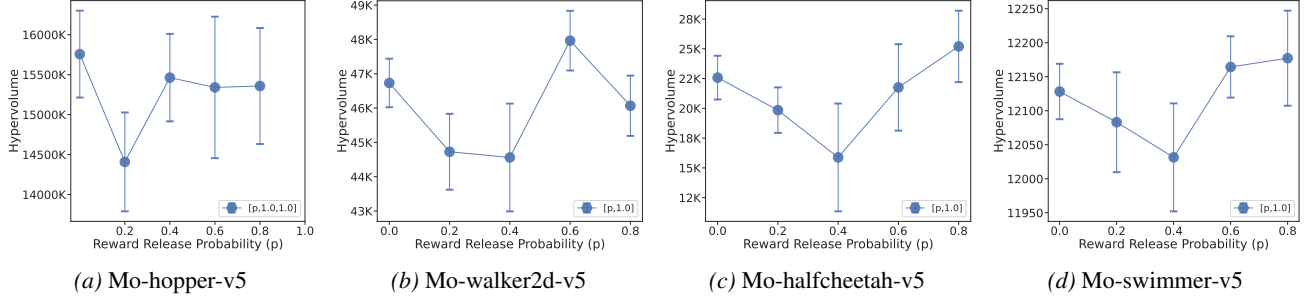 16000K
15500K
15000K
14500K
14000K
Hypervolume
0.2 0.4 0.6 0.8 1.0
Reward Release Probability (p)
[p,1.0,1.0]
(a) Mo-hopper-v5
49K
48K
47K
46K
45K
44K
43K
Hypervolume
0.0 0.2 0.4 0.6 0.8
Reward Release Probability (p)
[p,1.0]
(b) Mo-walker2d-v5
28K
25K
22K
20K
18K
15K
12K
Hypervolume
0.0 0.2 0.4 0.6 0.8
Reward Release Probability (p)
[p,1.0]
(c) Mo-halfcheetah-v5
12250
12200
12150
12100
12050
12000
11950
Hypervolume
0.0 0.2 0.4 0.6 0.8
Reward Release Probability (p)
[p,1.0]
(d) Mo-swimmer-v5